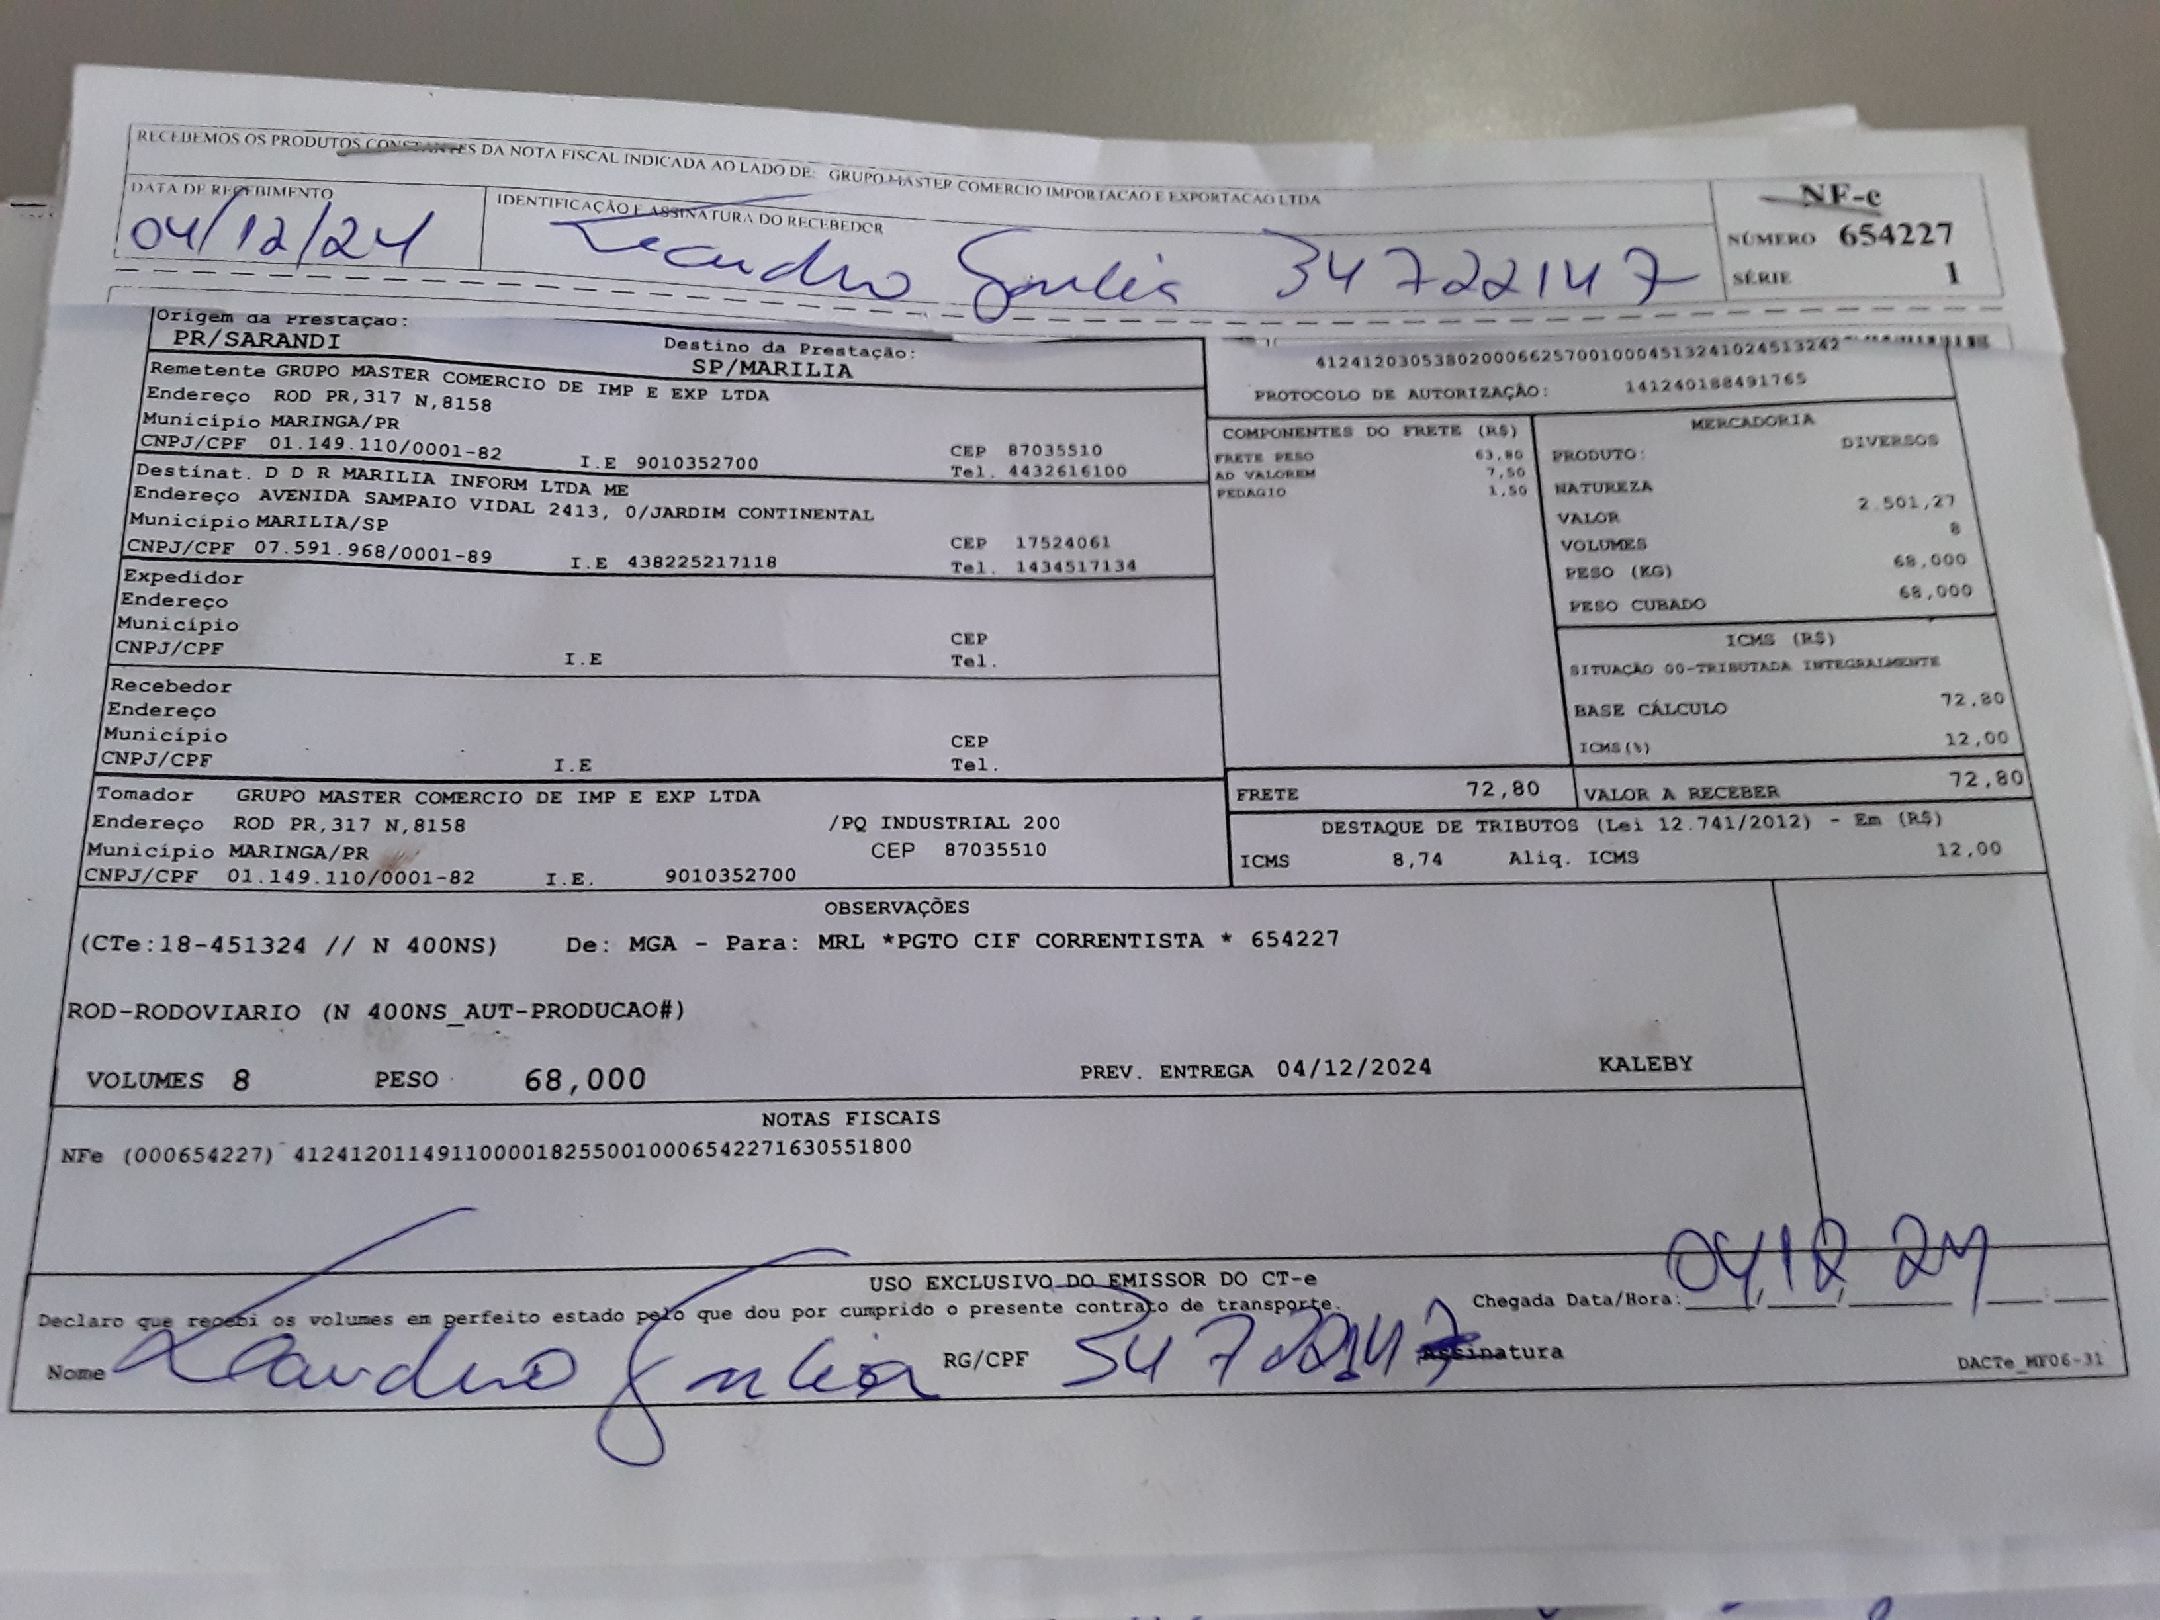 RECEBEMOS OS PRODUTOS CONSTANTES DA NOTA FISCAL INDICADA AO LADO DE: GRUPO MASTER COMERCIO IMPORTACAO E EXPORTACAO LTDA
DATA DE RECEBIMENTO
04/12/24
IDENTIFICAÇÃO E ASSINATURA DO RECEBEDOR
Leandro 34722147
NF-e
NÚMERO 654227
SÉRIE 1
Origem da Prestação:
PR/SARANDI
Destino da Prestação:
SP/MARILIA
Remetente GRUPO MASTER COMERCIO DE IMP E EXP LTDA
Endereço ROD PR,317 N,8158
Município MARINGA/PR
CNPJ/CPF 01.149.110/0001-82 I.E 9010352700
CEP 87035510
Tel. 4432616100
Destinat. D D R MARILIA INFORM LTDA ME
Endereço AVENIDA SAMPAIO VIDAL 2413, 0/JARDIM CONTINENTAL
Município MARILIA/SP
CNPJ/CPF 07.591.968/0001-89 I.E 438225217118
CEP 17524061
Tel. 1434517134
Expedidor
Endereço
Município
CNPJ/CPF I.E
CEP
Tel.
Recebedor
Endereço
Município
CNPJ/CPF I.E
CEP
Tel.
Tomador GRUPO MASTER COMERCIO DE IMP E EXP LTDA
Endereço ROD PR,317 N,8158 /PQ INDUSTRIAL 200
Município MARINGA/PR CEP 87035510
CNPJ/CPF 01.149.110/0001-82 I.E. 9010352700
PROTOCOLO DE AUTORIZAÇÃO: 141240188491765
COMPONENTES DO FRETE (R$)
FRETE PESO 63,80
AD VALOREM 7,50
PEDAGIO 1,50
MERCADORIA
PRODUTO: DIVERSOS
NATUREZA
VALOR 2.501,27
VOLUMES 8
PESO (KG) 68,000
PESO CUBADO 68,000
ICMS (R$)
SITUAÇÃO 00-TRIBUTADA INTEGRALMENTE
BASE CÁLCULO 72,80
ICMS(%) 12,00
FRETE 72,80
VALOR A RECEBER 72,80
DESTAQUE DE TRIBUTOS (Lei 12.741/2012) - Em (R$)
ICMS 8,74 Aliq. ICMS 12,00
OBSERVAÇÕES
(CTe:18-451324 // N 400NS) De: MGA - Para: MRL *PGTO CIF CORRENTISTA * 654227
ROD-RODOVIARIO (N 400NS_AUT-PRODUCAO#)
VOLUMES 8 PESO 68,000 PREV. ENTREGA 04/12/2024 KALEBY
NOTAS FISCAIS
NFe (000654227) 41241201149110000182550010006542271630551800
USO EXCLUSIVO DO EMISSOR DO CT-e
Declaro que recebi os volumes em perfeito estado pelo que dou por cumprido o presente contrato de transporte.
Chegada Data/Hora: 04/12 24
Nome Leandro RG/CPF 34722147 Assinatura
DACTe_MF06-31